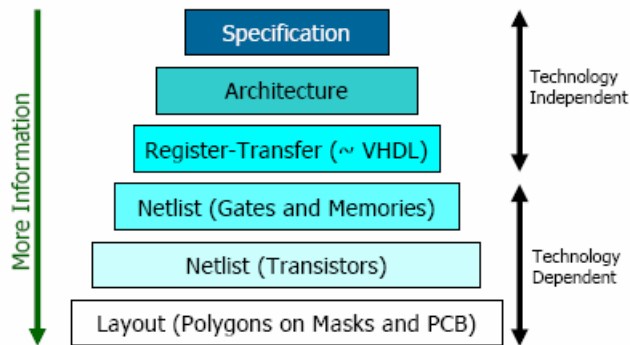 Specification
Architecture
Register-Transfer (~ VHDL)
Netlist (Gates and Memories)
Netlist (Transistors)
Layout (Polygons on Masks and PCB)
More Information
Technology
Independent
Technology
Dependent